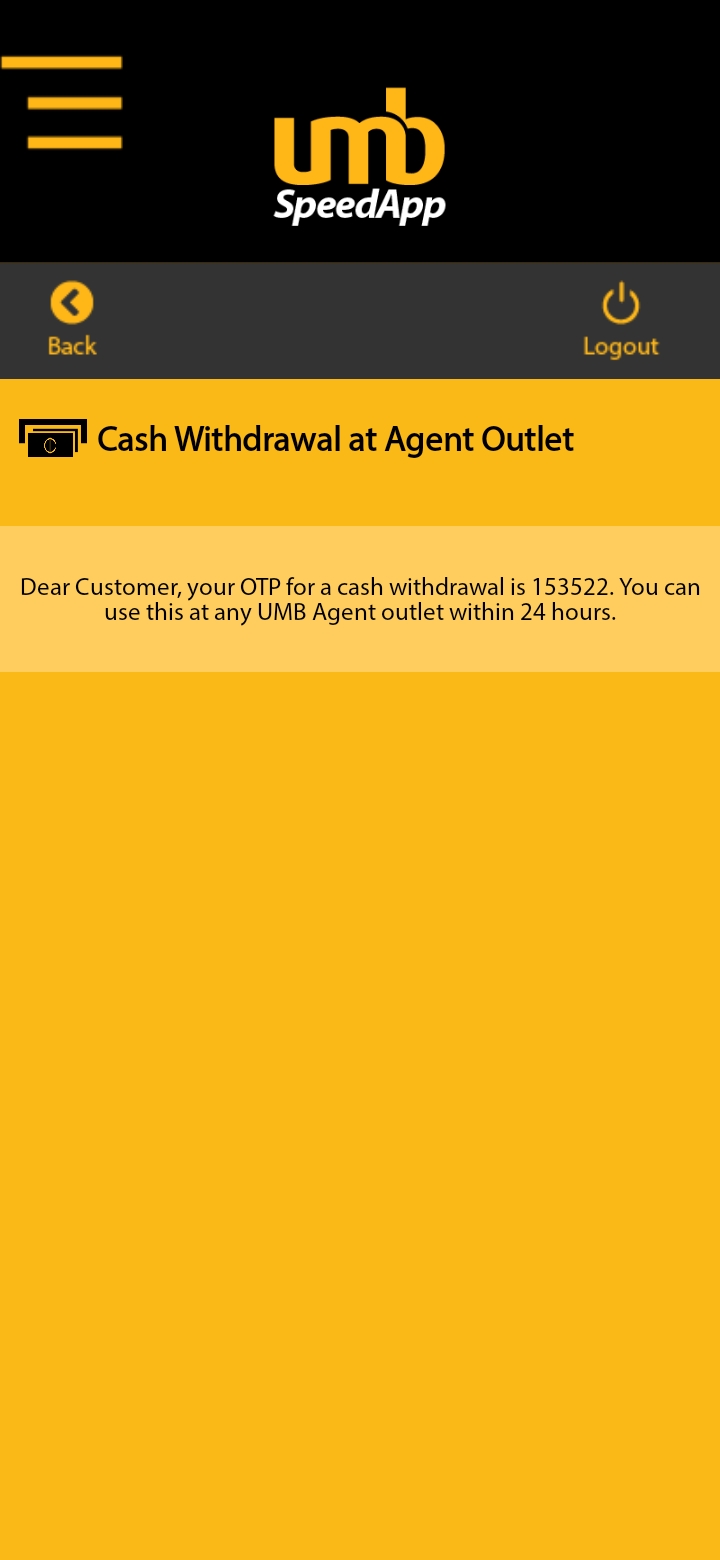 umb
SpeedApp
Back
Logout
Cash Withdrawal at Agent Outlet
Dear Customer, your OTP for a cash withdrawal is 153522. You can
use this at any UMB Agent outlet within 24 hours.